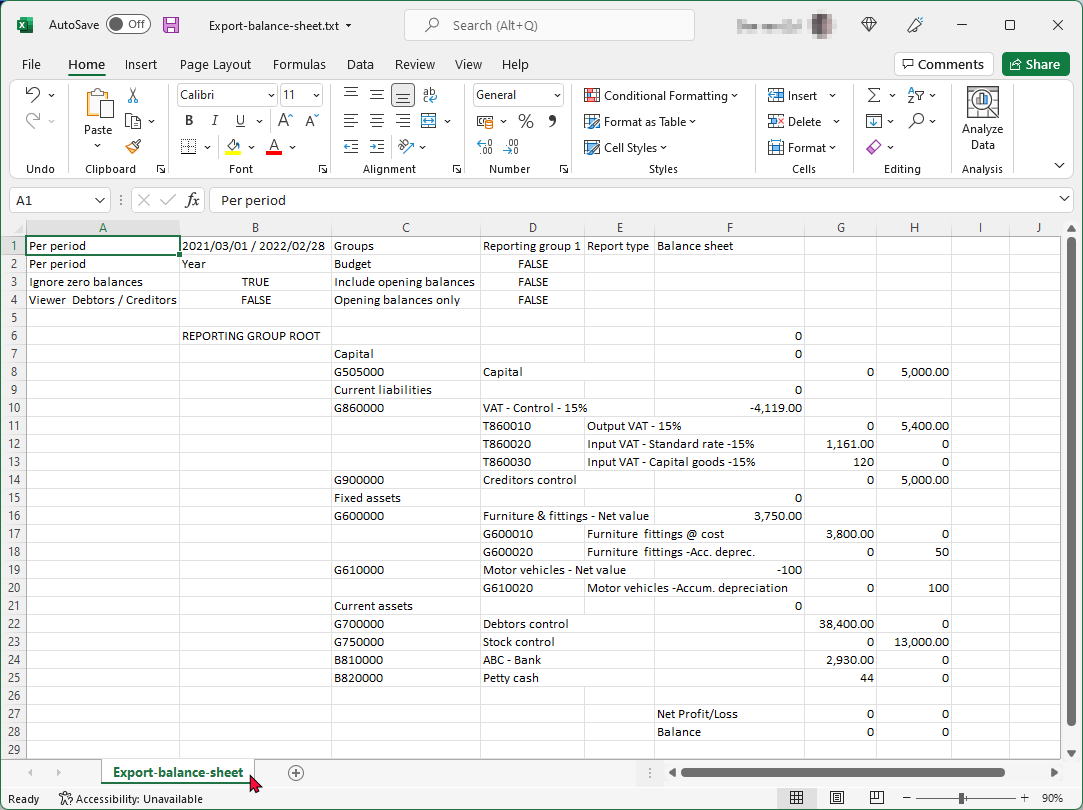 AutoSave Off Export-balance-sheet.txt Search (Alt+Q)
File Home Insert Page Layout Formulas Data Review View Help Comments Share
Calibri 11 General Conditional Formatting Insert
Paste B I U Format as Table Delete Analyze Data
Cell Styles Format
Undo Clipboard Font Alignment Number Styles Cells Editing Analysis
A1 fx Per period
A B C D E F G H I J
1 Per period 2021/03/01 / 2022/02/28 Groups Reporting group 1 Report type Balance sheet
2 Per period Year Budget FALSE
3 Ignore zero balances TRUE Include opening balances FALSE
4 Viewer Debtors / Creditors FALSE Opening balances only FALSE
5
6 REPORTING GROUP ROOT 0
7 Capital 0
8 G505000 Capital 0 5,000.00
9 Current liabilities 0
10 G860000 VAT - Control - 15% -4,119.00
11 T860010 Output VAT - 15% 0 5,400.00
12 T860020 Input VAT - Standard rate -15% 1,161.00 0
13 T860030 Input VAT - Capital goods -15% 120 0
14 G900000 Creditors control 0 5,000.00
15 Fixed assets 0
16 G600000 Furniture & fittings - Net value 3,750.00
17 G600010 Furniture fittings @ cost 3,800.00 0
18 G600020 Furniture fittings -Acc. deprec. 0 50
19 G610000 Motor vehicles - Net value -100
20 G610020 Motor vehicles -Accum. depreciation 0 100
21 Current assets 0
22 G700000 Debtors control 38,400.00 0
23 G750000 Stock control 0 13,000.00
24 B810000 ABC - Bank 2,930.00 0
25 B820000 Petty cash 44 0
26
27 Net Profit/Loss 0 0
28 Balance 0 0
29
Export-balance-sheet
Ready Accessibility: Unavailable 90%